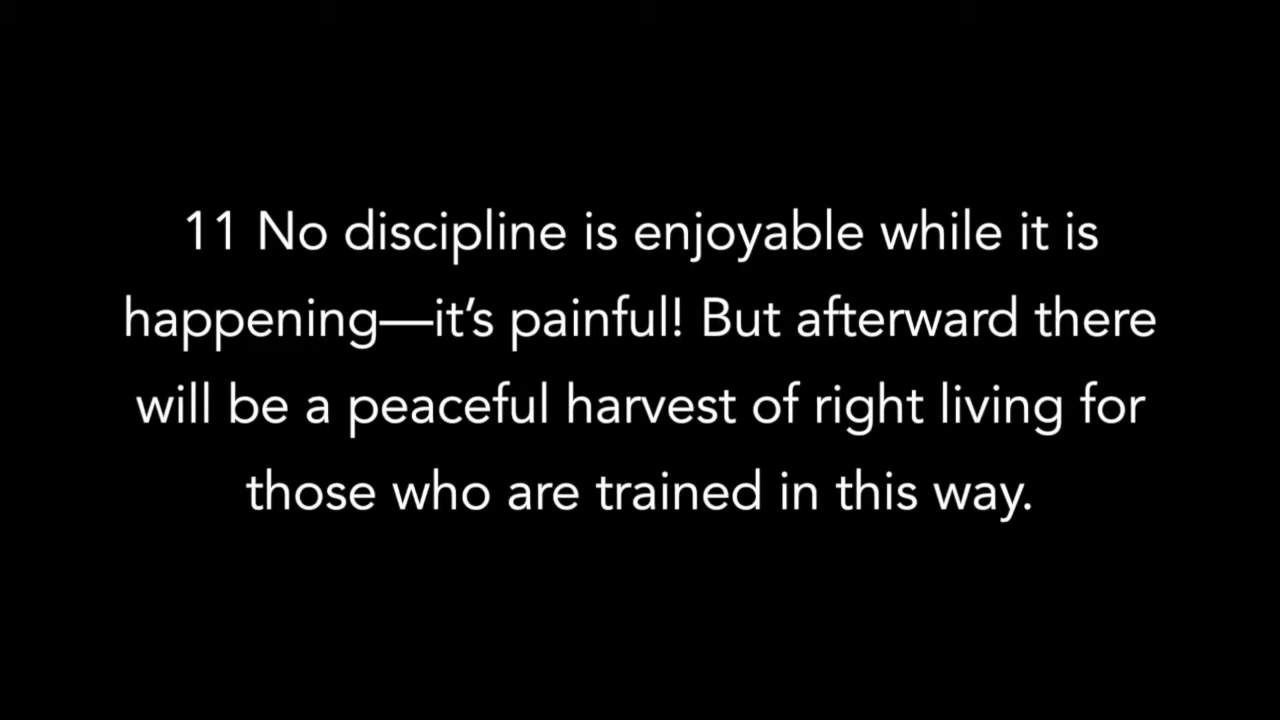 11 No discipline is enjoyable while it is
happening—it’s painful! But afterward there
will be a peaceful harvest of right living for
those who are trained in this way.